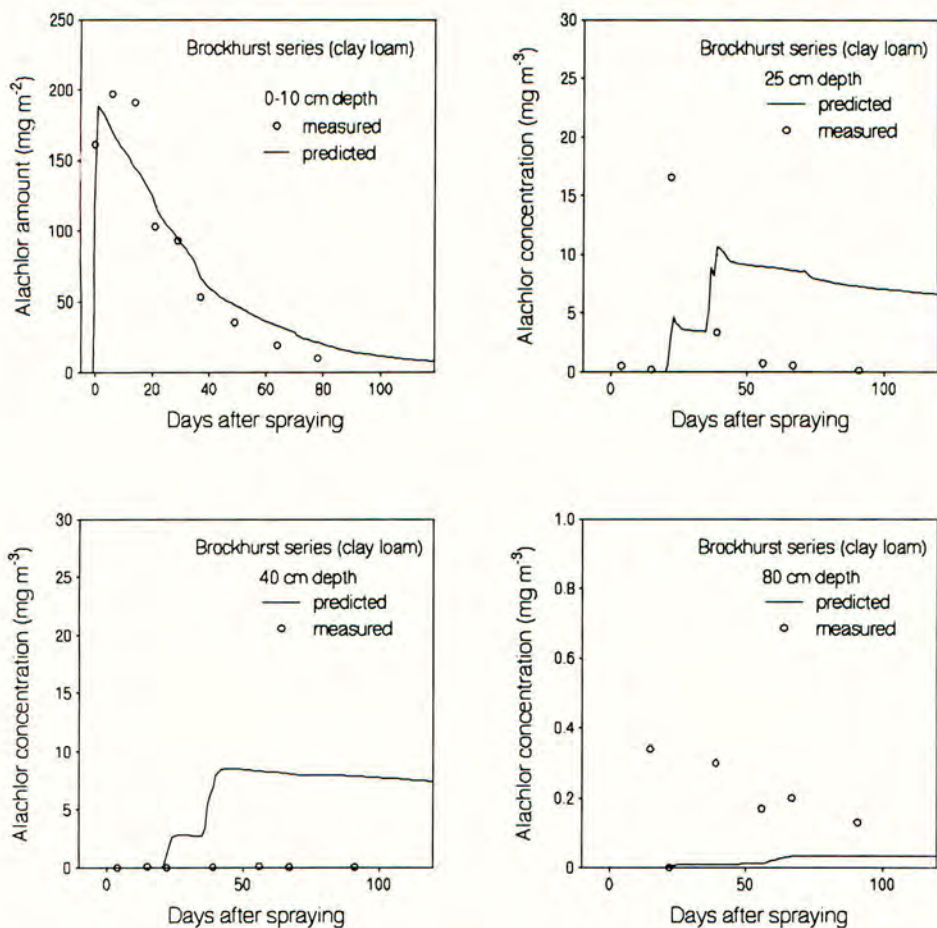 250
200
150
100
50
0
Alachlor amount (mg m⁻²)
Brockhurst series (clay loam)
0-10 cm depth
measured
predicted
0 20 40 60 80 100
Days after spraying
30
25
20
15
10
5
0
Alachlor concentration (mg m⁻³)
Brockhurst series (clay loam)
25 cm depth
predicted
measured
0 50 100
Days after spraying
30
25
20
15
10
5
0
Alachlor concentration (mg m⁻³)
Brockhurst series (clay loam)
40 cm depth
predicted
measured
0 50 100
Days after spraying
1.0
0.8
0.6
0.4
0.2
0
Alachlor concentration (mg m⁻³)
Brockhurst series (clay loam)
80 cm depth
predicted
measured
0 50 100
Days after spraying